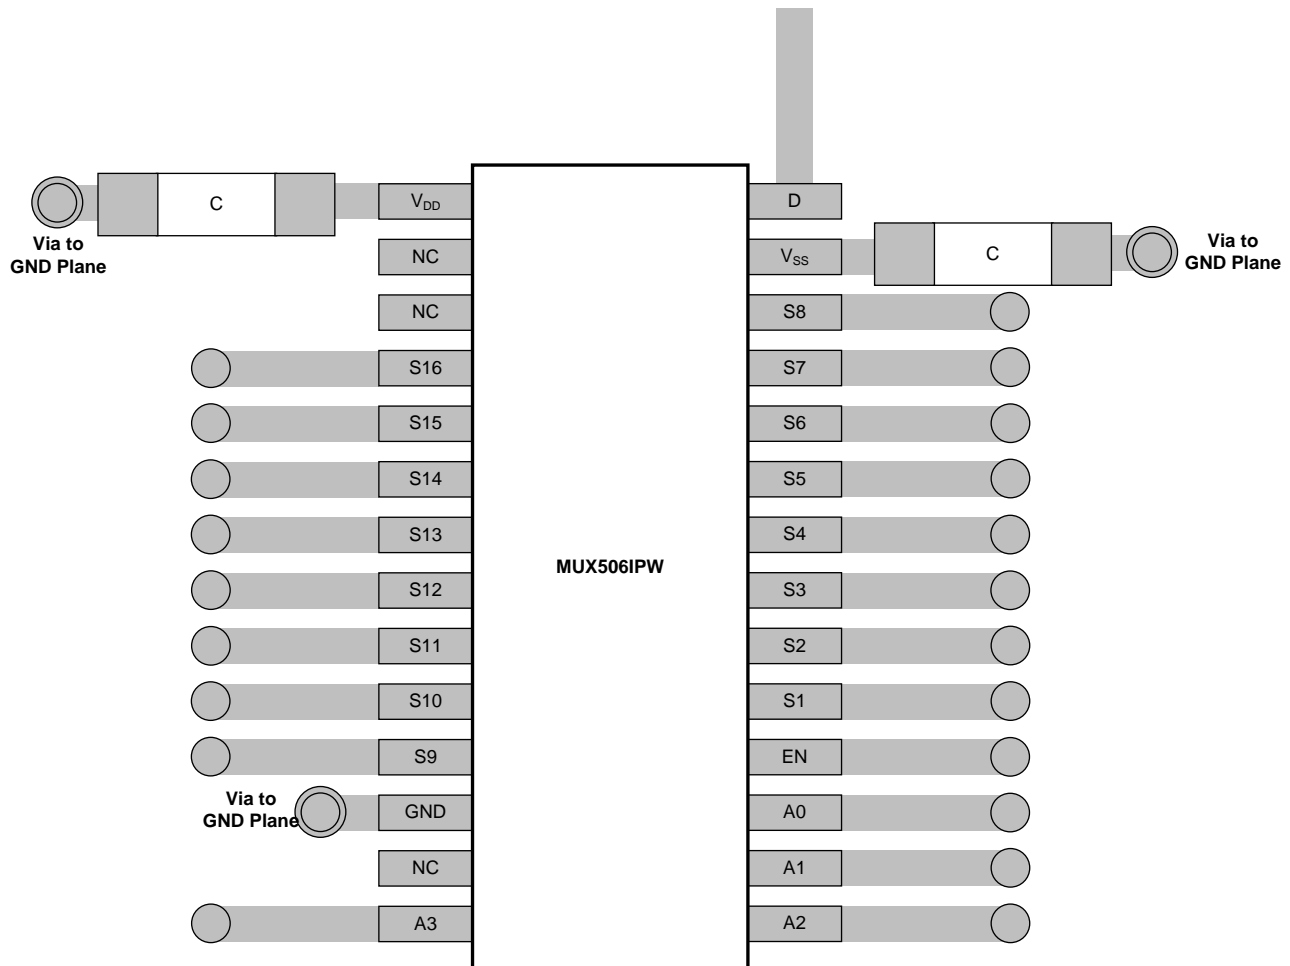 C
V_DD
D
Via to
GND Plane
NC
V_SS
C
Via to
GND Plane
NC
S8
S16
S7
S15
S6
S14
S5
S13
S4
MUX506IPW
S12
S3
S11
S2
S10
S1
S9
EN
Via to
GND Plane
GND
A0
NC
A1
A3
A2